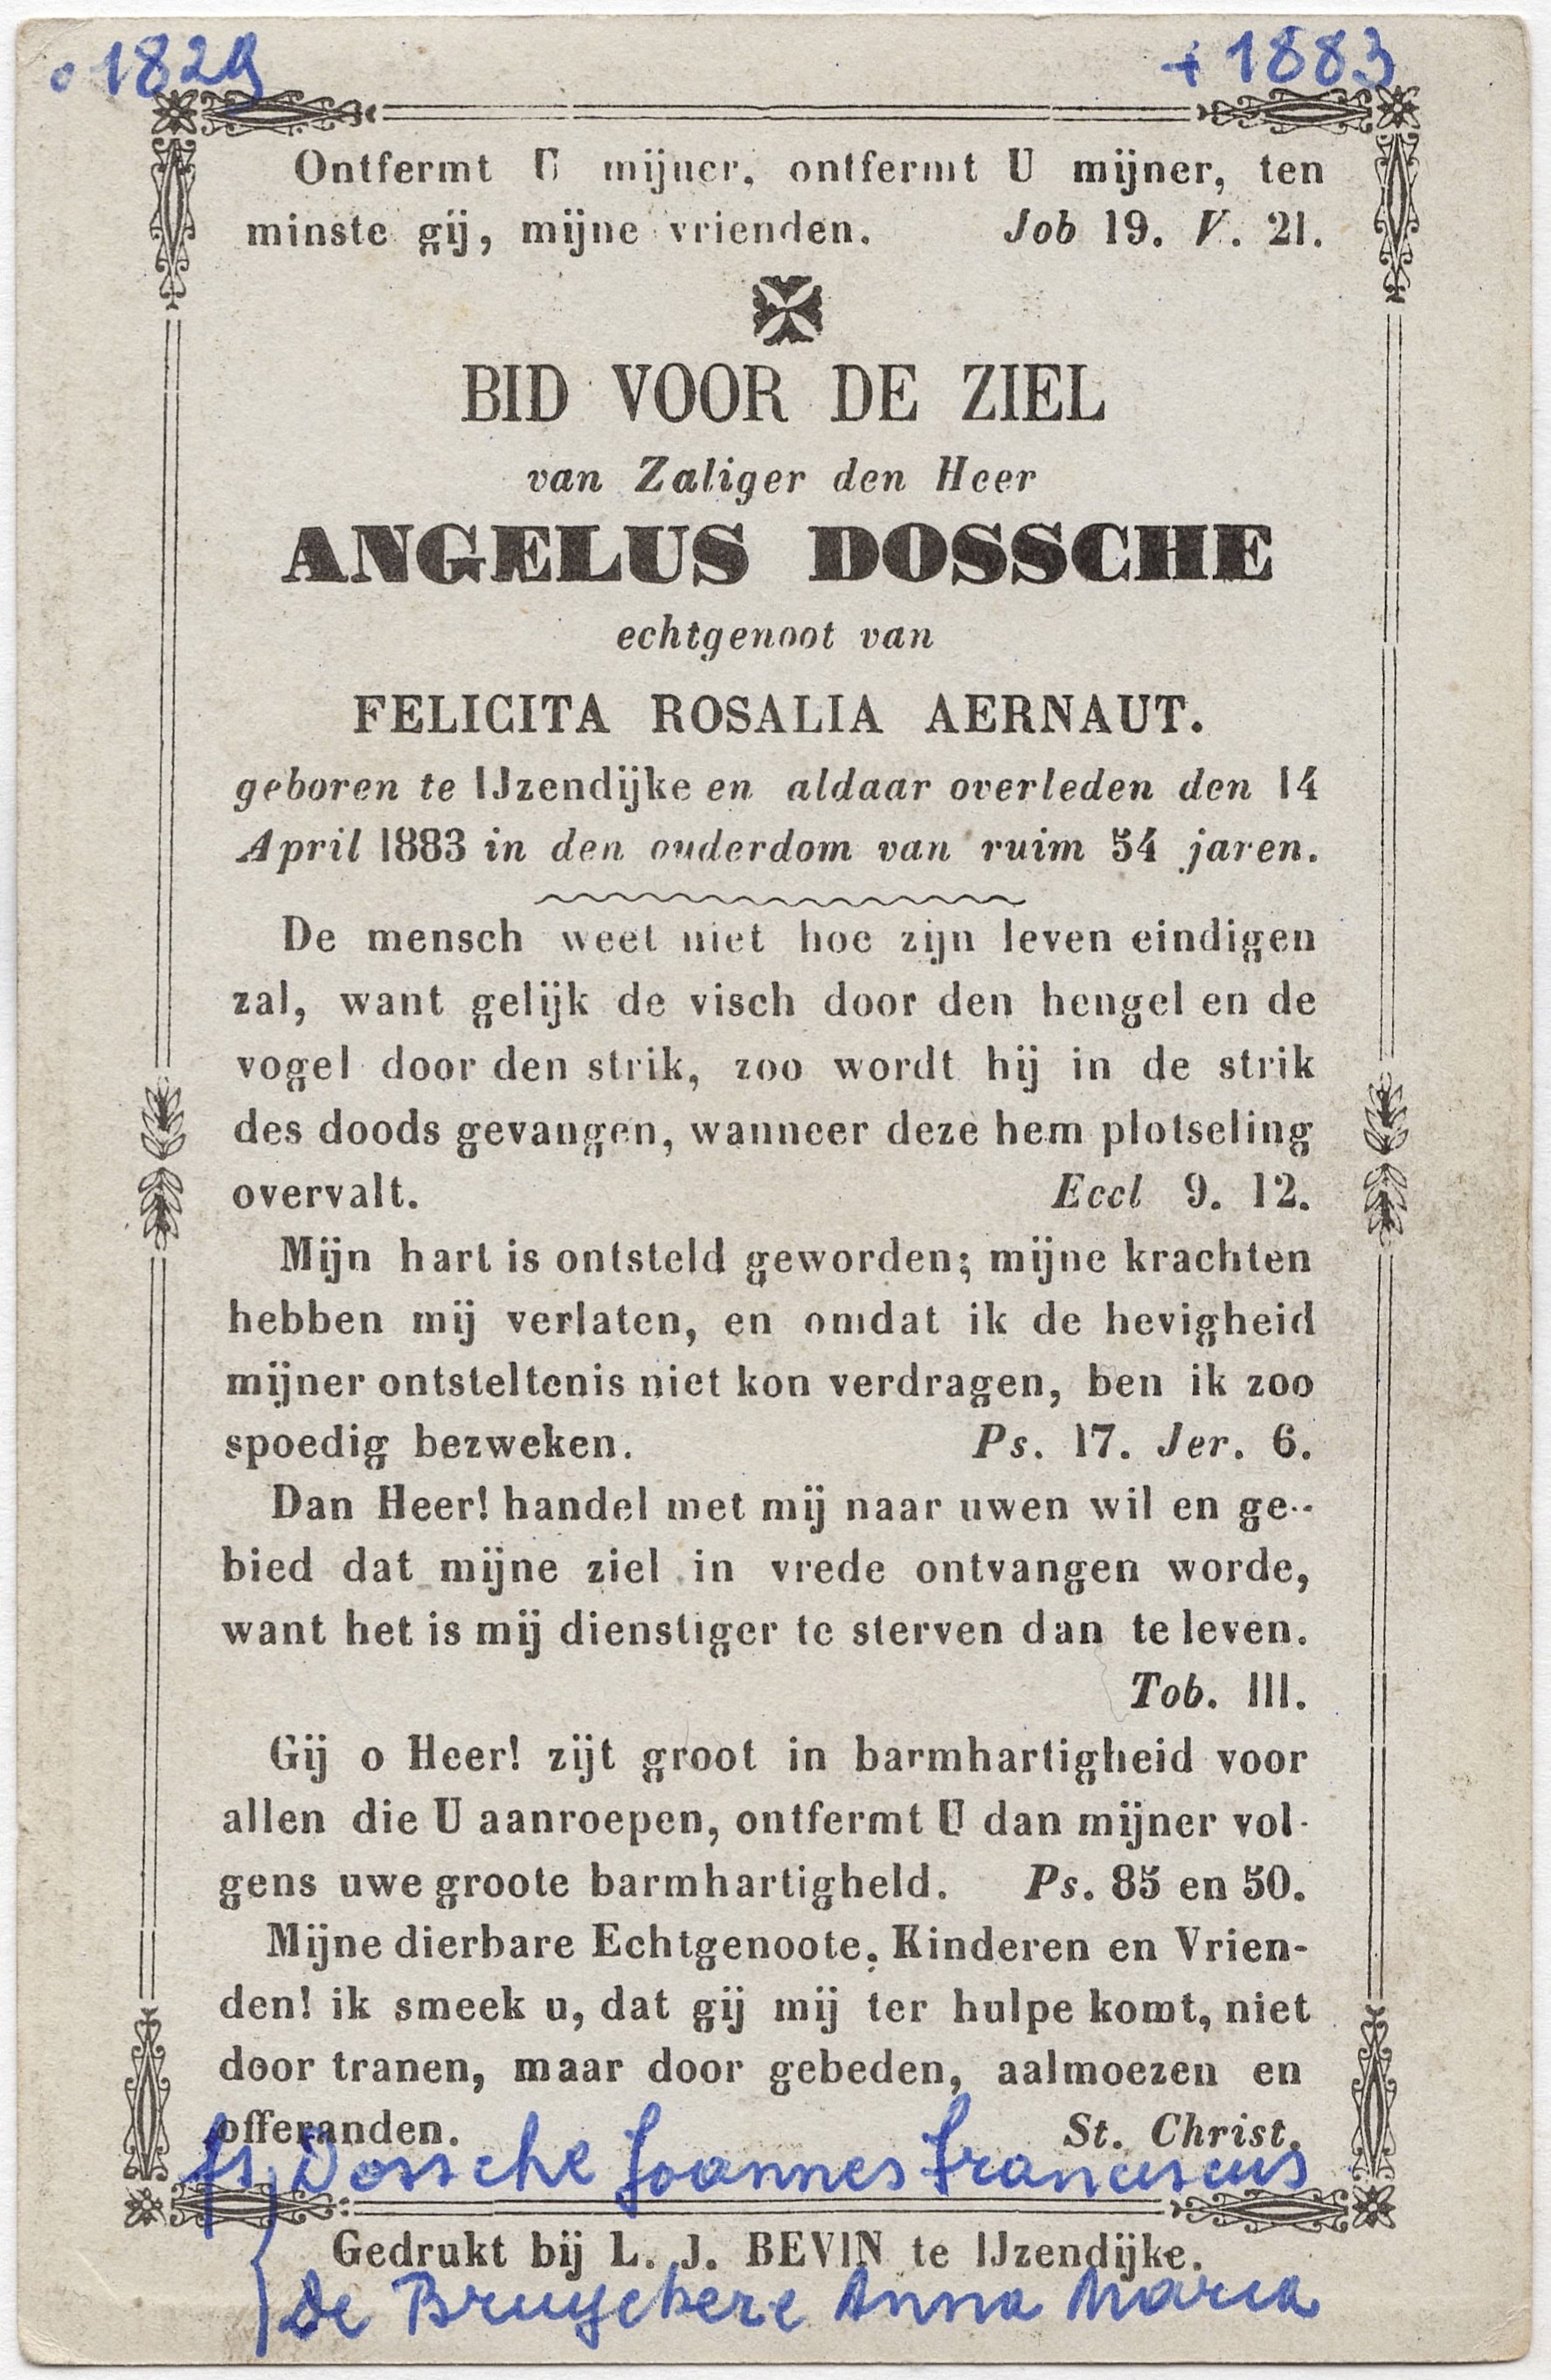 ° 1829 + 1883
Ontfermt U mijner, ontfermt U mijner, ten
minste gij, mijne vrienden. Job 19. V. 21.
BID VOOR DE ZIEL
van Zaliger den Heer
ANGELUS DOSSCHE
echtgenoot van
FELICITA ROSALIA AERNAUT.
geboren te IJzendijke en aldaar overleden den 14
April 1883 in den ouderdom van ruim 54 jaren.
De mensch weet niet hoe zijn leven eindigen
zal, want gelijk de visch door den hengel en de
vogel door den strik, zoo wordt hij in de strik
des doods gevangen, wanneer deze hem plotseling
overvalt. Eccl 9. 12.
Mijn hart is ontsteld geworden; mijne krachten
hebben mij verlaten, en omdat ik de hevigheid
mijner ontsteltenis niet kon verdragen, ben ik zoo
spoedig bezweken. Ps. 17. Jer. 6.
Dan Heer! handel met mij naar uwen wil en ge-
bied dat mijne ziel in vrede ontvangen worde,
want het is mij dienstiger te sterven dan te leven.
Tob. III.
Gij o Heer! zijt groot in barmhartigheid voor
allen die U aanroepen, ontfermt U dan mijner vol-
gens uwe groote barmhartigheld. Ps. 85 en 50.
Mijne dierbare Echtgenoote, Kinderen en Vrien-
den! ik smeek u, dat gij mij ter hulpe komt, niet
door tranen, maar door gebeden, aalmoezen en
offeranden. St. Christ.
fs, Dossche Joannes Franciscus
Gedrukt bij L. J. BEVIN te IJzendijke.
De Bruyckere Anna Maria